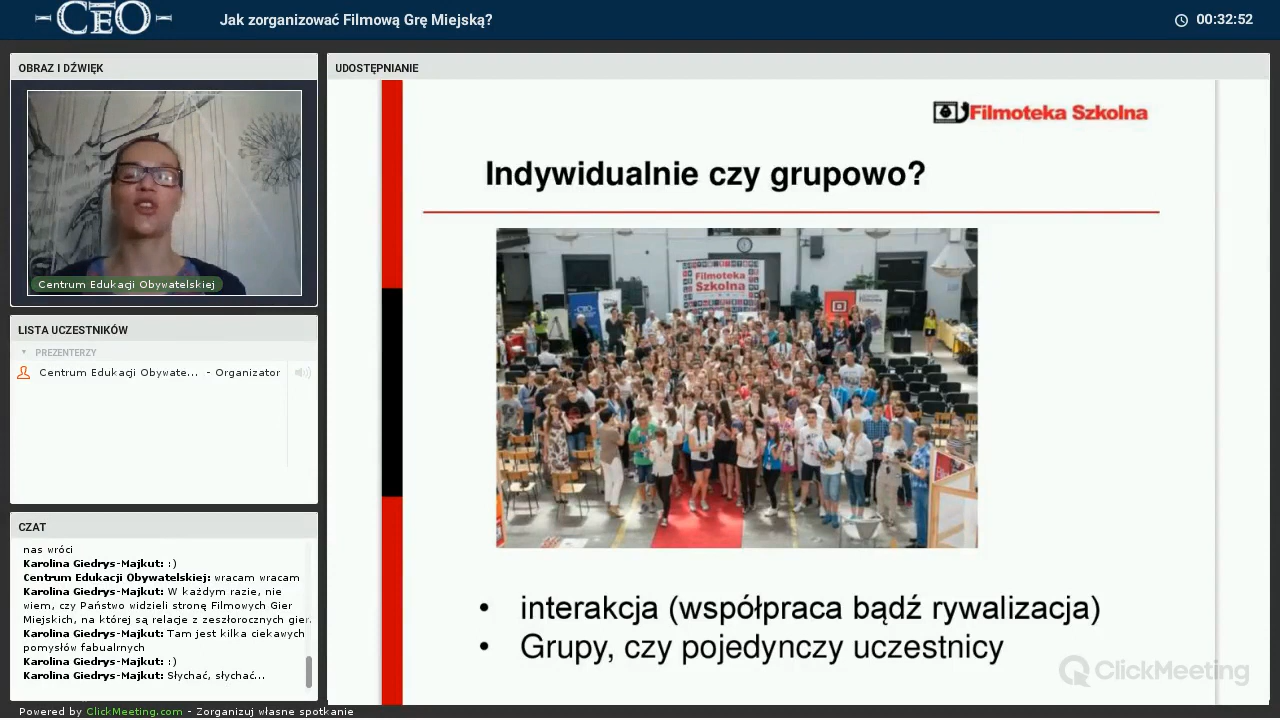 CEO
Jak zorganizować Filmową Grę Miejską?
00:32:52
OBRAZ I DŹWIĘK
Centrum Edukacji Obywatelskiej
LISTA UCZESTNIKÓW
PREZENTERZY
Centrum Edukacji Obywate... - Organizator
CZAT
nas wróci
Karolina Giedrys-Majkut: :)
Centrum Edukacji Obywatelskiej: wracam wracam
Karolina Giedrys-Majkut: W każdym razie, nie
wiem, czy Państwo widzieli stronę Filmowych Gier
Miejskich, na której są relacje z zeszłorocznych gier.
Karolina Giedrys-Majkut: Tam jest kilka ciekawych
pomysłów fabualrnych
Karolina Giedrys-Majkut: :)
Karolina Giedrys-Majkut: Słychać, słychać...
Powered by ClickMeeting.com - Zorganizuj własne spotkanie
UDOSTĘPNIANIE
Filmoteka Szkolna
Indywidualnie czy grupowo?
Filmoteka
Szkolna
CEO
• interakcja (współpraca bądź rywalizacja)
• Grupy, czy pojedynczy uczestnicy
ClickMeeting